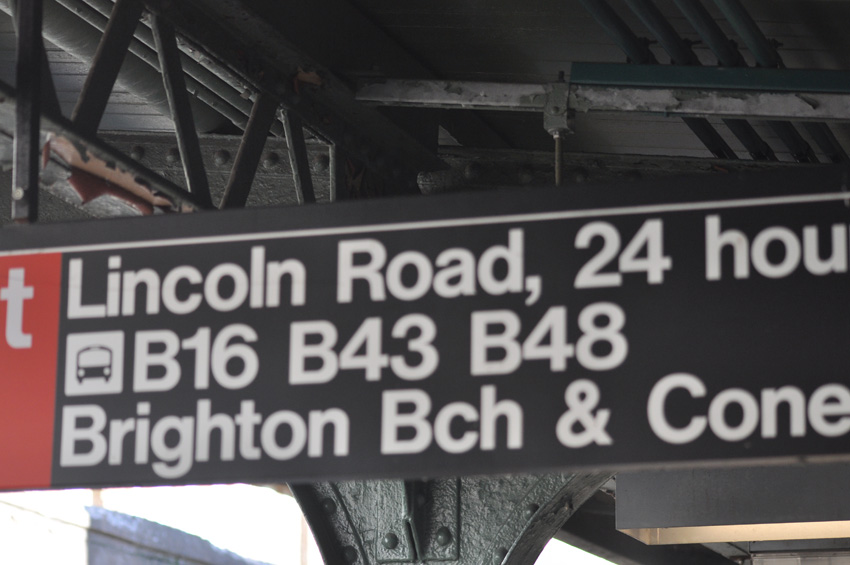 t
Lincoln Road, 24 hou
B16 B43 B48
Brighton Bch & Cone